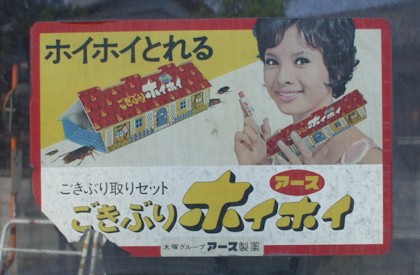 ホイホイとれる
ごきぶりホイホイ
ごきぶり取りセット
アース
ごきぶりホイホイ
大塚グループ アース製薬